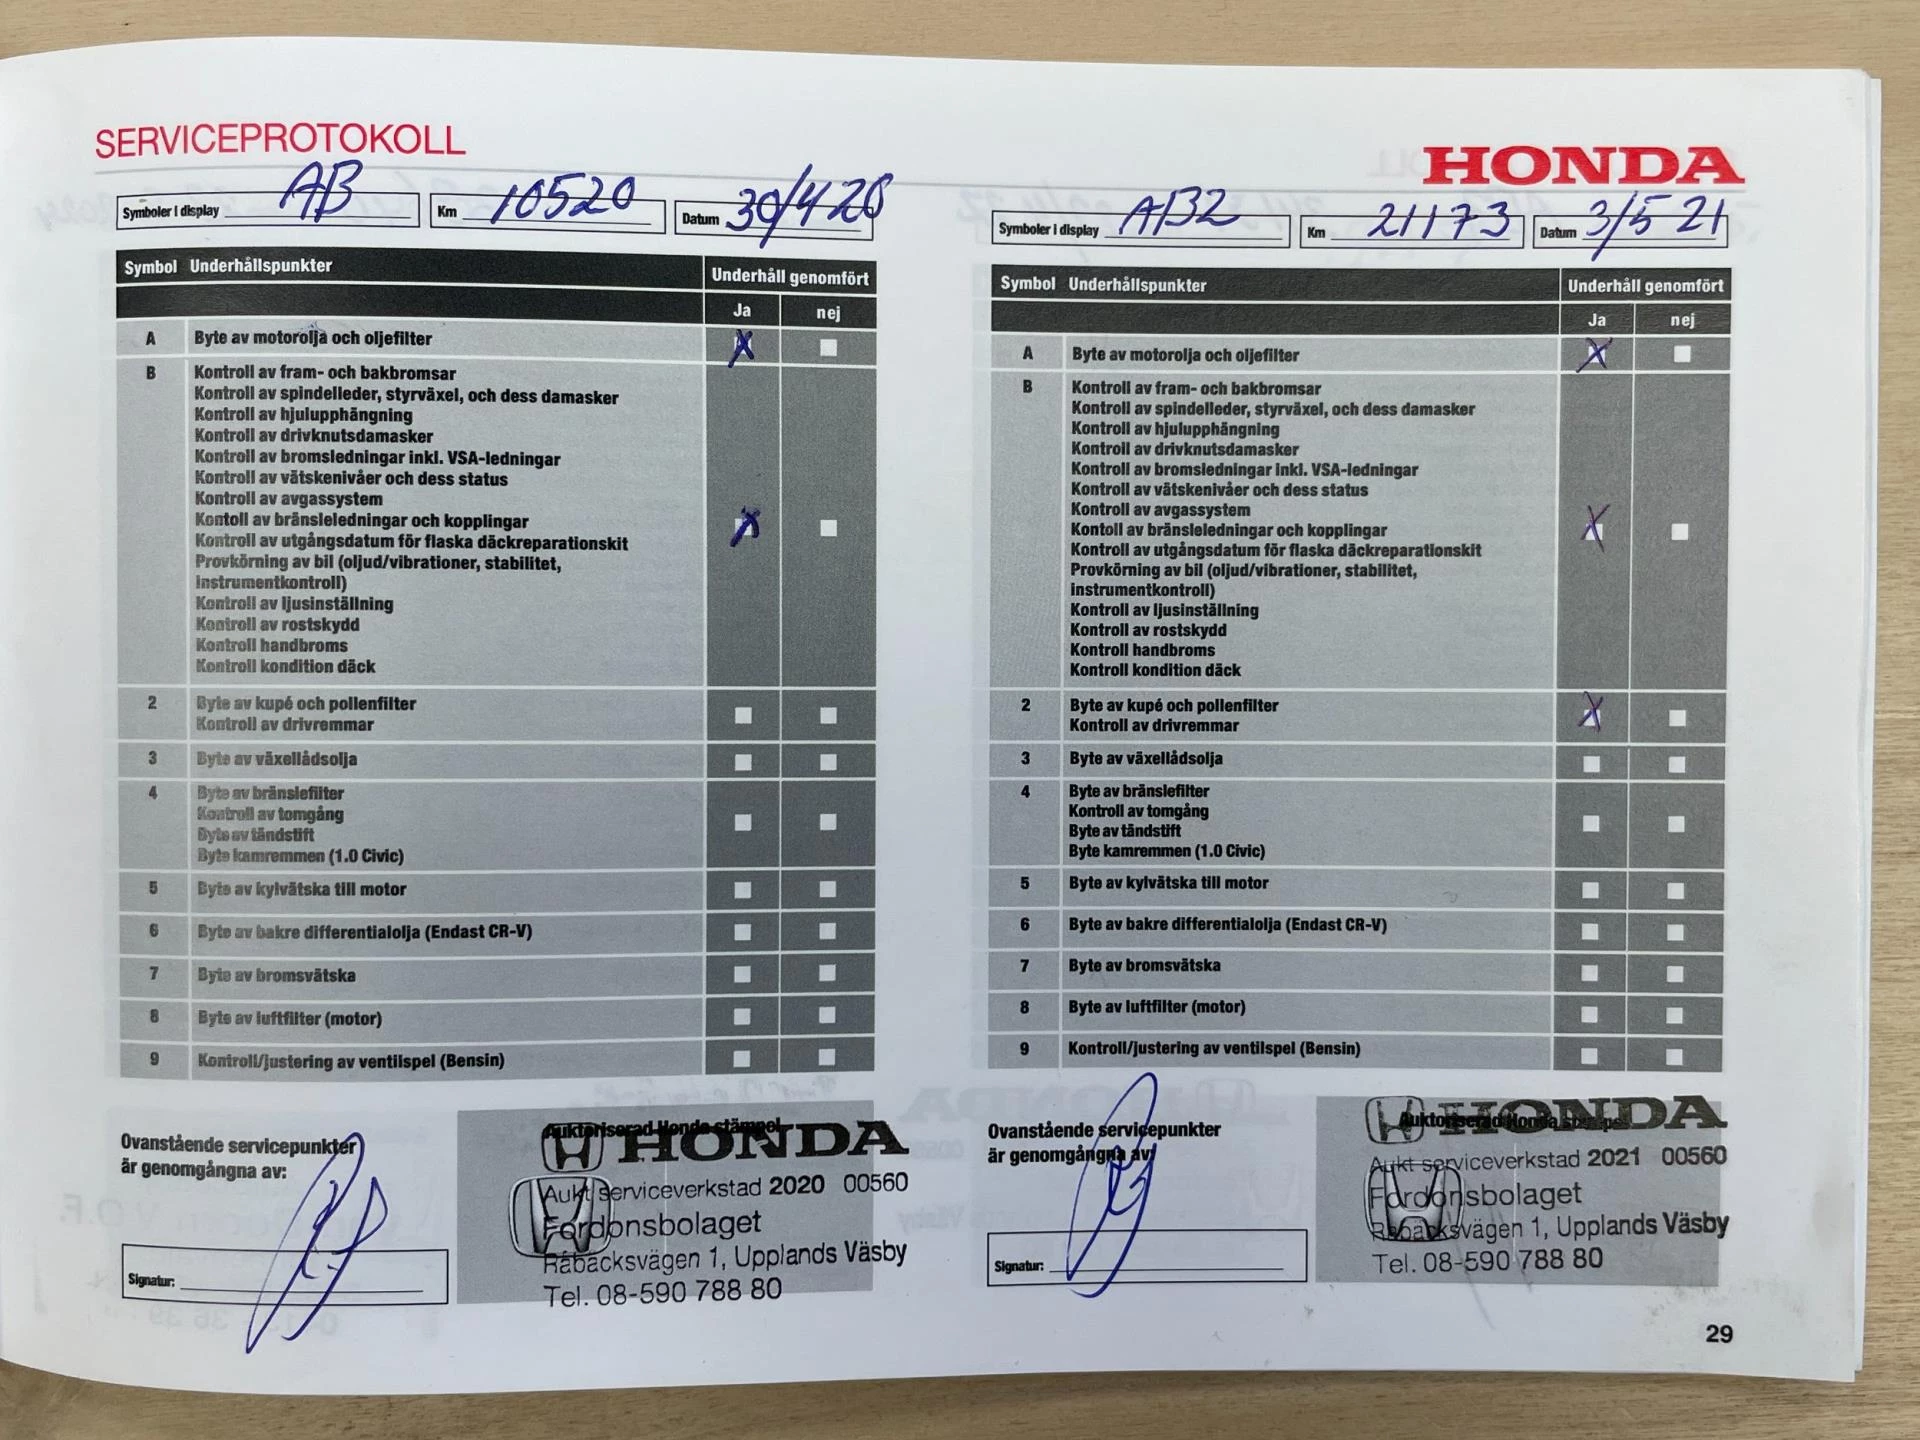 SERVICEPROTOKOLL
HONDA
Symboler i display AB Km 10520 Datum 30/4 20
Symbol Underhållspunkter Underhåll genomfört
Ja nej
A Byte av motorolja och oljefilter
B Kontroll av fram- och bakbromsar
Kontroll av spindelleder, styrväxel, och dess damasker
Kontroll av hjulupphängning
Kontroll av drivknutsdamasker
Kontroll av bromsledningar inkl. VSA-ledningar
Kontroll av vätskenivåer och dess status
Kontroll av avgassystem
Kontoll av bränsleledningar och kopplingar
Kontroll av utgångsdatum för flaska däckreparationskit
Provkörning av bil (oljud/vibrationer, stabilitet,
instrumentkontroll)
Kontroll av ljusinställning
Kontroll av rostskydd
Kontroll handbroms
Kontroll kondition däck
2 Byte av kupé och pollenfilter
Kontroll av drivremmar
3 Byte av växellådsolja
4 Byte av bränslefilter
Kontroll av tomgång
Byte av tändstift
Byte kamremmen (1.0 Civic)
5 Byte av kylvätska till motor
6 Byte av bakre differentialolja (Endast CR-V)
7 Byte av bromsvätska
8 Byte av luftfilter (motor)
9 Kontroll/justering av ventilspel (Bensin)
Ovanstående servicepunkter
är genomgångna av:
Signatur:
Auktoriserad Honda stämpel
HONDA
Aukt serviceverkstad 2020 00560
Fordonsbolaget
Råbäcksvägen 1, Upplands Väsby
Tel. 08-590 788 80
Symboler i display AB2 Km 21173 Datum 3/5 21
Symbol Underhållspunkter Underhåll genomfört
Ja nej
A Byte av motorolja och oljefilter
B Kontroll av fram- och bakbromsar
Kontroll av spindelleder, styrväxel, och dess damasker
Kontroll av hjulupphängning
Kontroll av drivknutsdamasker
Kontroll av bromsledningar inkl. VSA-ledningar
Kontroll av vätskenivåer och dess status
Kontroll av avgassystem
Kontoll av bränsleledningar och kopplingar
Kontroll av utgångsdatum för flaska däckreparationskit
Provkörning av bil (oljud/vibrationer, stabilitet,
instrumentkontroll)
Kontroll av ljusinställning
Kontroll av rostskydd
Kontroll handbroms
Kontroll kondition däck
2 Byte av kupé och pollenfilter
Kontroll av drivremmar
3 Byte av växellådsolja
4 Byte av bränslefilter
Kontroll av tomgång
Byte av tändstift
Byte kamremmen (1.0 Civic)
5 Byte av kylvätska till motor
6 Byte av bakre differentialolja (Endast CR-V)
7 Byte av bromsvätska
8 Byte av luftfilter (motor)
9 Kontroll/justering av ventilspel (Bensin)
Ovanstående servicepunkter
är genomgångna av:
Signatur:
Auktoriserad Honda stämpel
HONDA
Aukt serviceverkstad 2021 00560
Fordonsbolaget
Råbäcksvägen 1, Upplands Väsby
Tel. 08-590 788 80
29